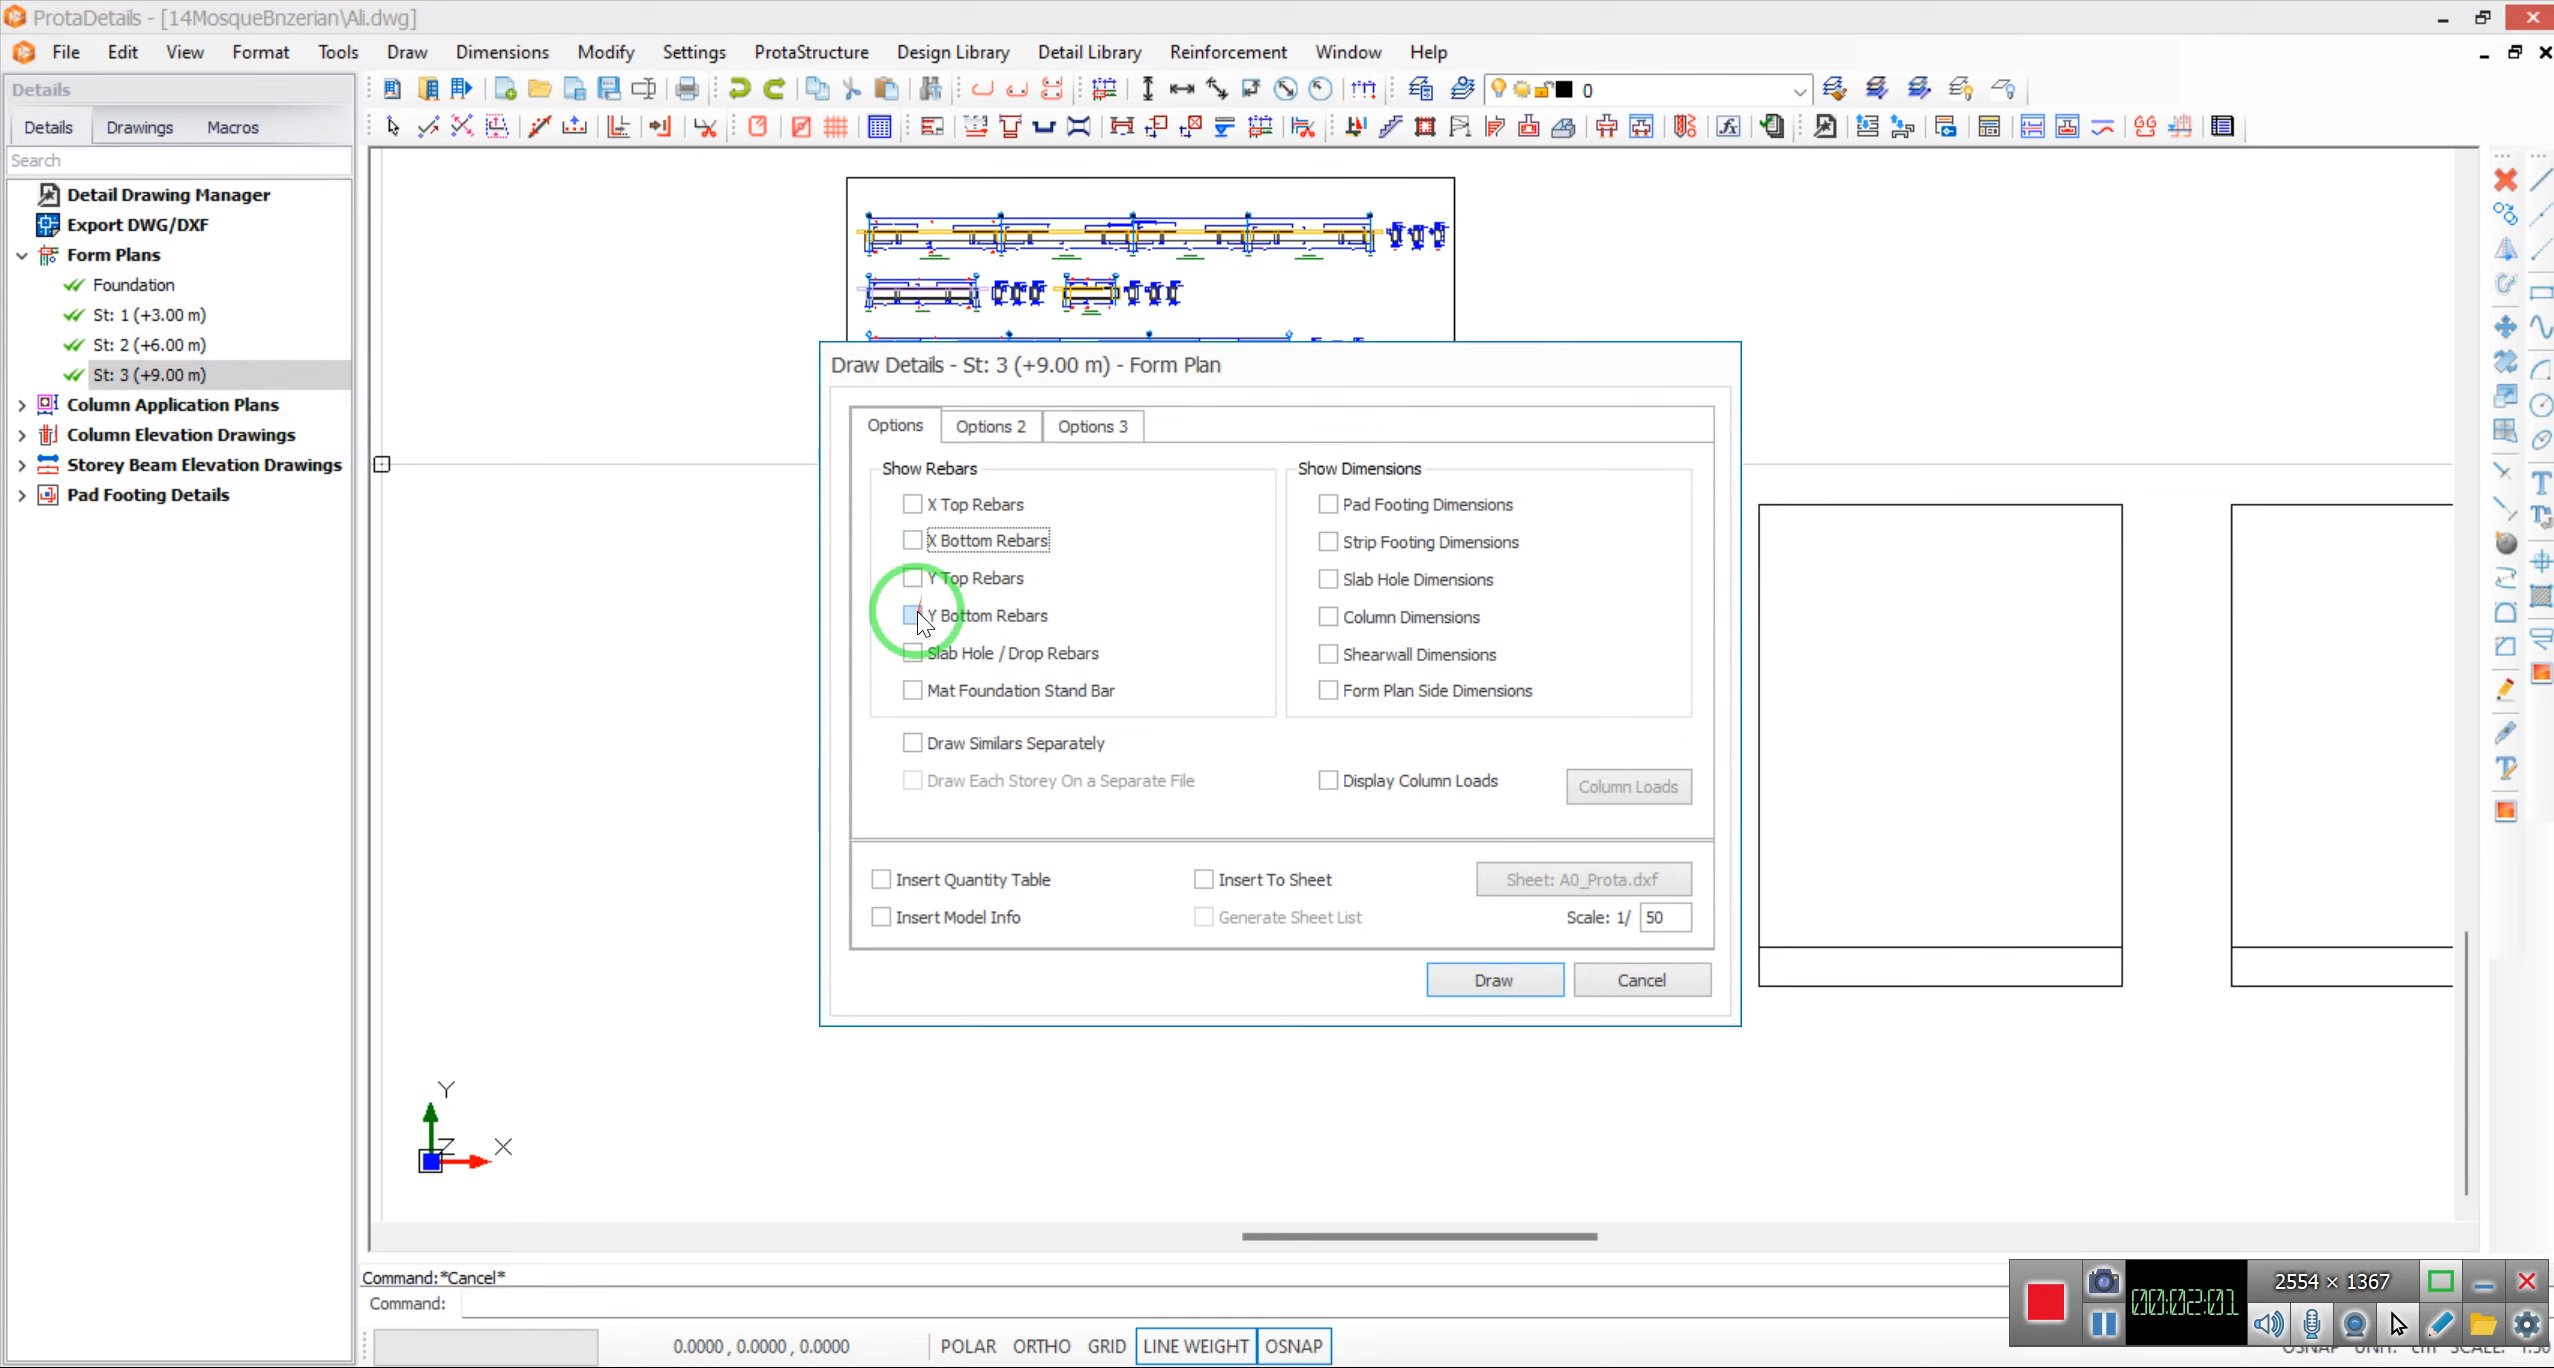 ProtaDetails - [14MosqueBnzerian\Ali.dwg]
File Edit View Format Tools Draw Dimensions Modify Settings ProtaStructure Design Library Detail Library Reinforcement Window Help
Details
0
Details Drawings Macros
Search
Detail Drawing Manager
Export DWG/DXF
Form Plans
Foundation
St: 1 (+3.00 m)
St: 2 (+6.00 m)
St: 3 (+9.00 m)
Column Application Plans
Column Elevation Drawings
Storey Beam Elevation Drawings
Pad Footing Details
Draw Details - St: 3 (+9.00 m) - Form Plan
Options Options 2 Options 3
Show Rebars
X Top Rebars
X Bottom Rebars
Y Top Rebars
Y Bottom Rebars
Slab Hole / Drop Rebars
Mat Foundation Stand Bar
Show Dimensions
Pad Footing Dimensions
Strip Footing Dimensions
Slab Hole Dimensions
Column Dimensions
Shearwall Dimensions
Form Plan Side Dimensions
Draw Similars Separately
Draw Each Storey On a Separate File
Display Column Loads Column Loads
Insert Quantity Table Insert To Sheet Sheet: A0_Prota.dxf
Insert Model Info Generate Sheet List Scale: 1/ 50
Draw Cancel
Y
Z X
Command:*Cancel*
Command:
2554 × 1367
00:02:01
0.0000 , 0.0000 , 0.0000 POLAR ORTHO GRID LINE WEIGHT OSNAP